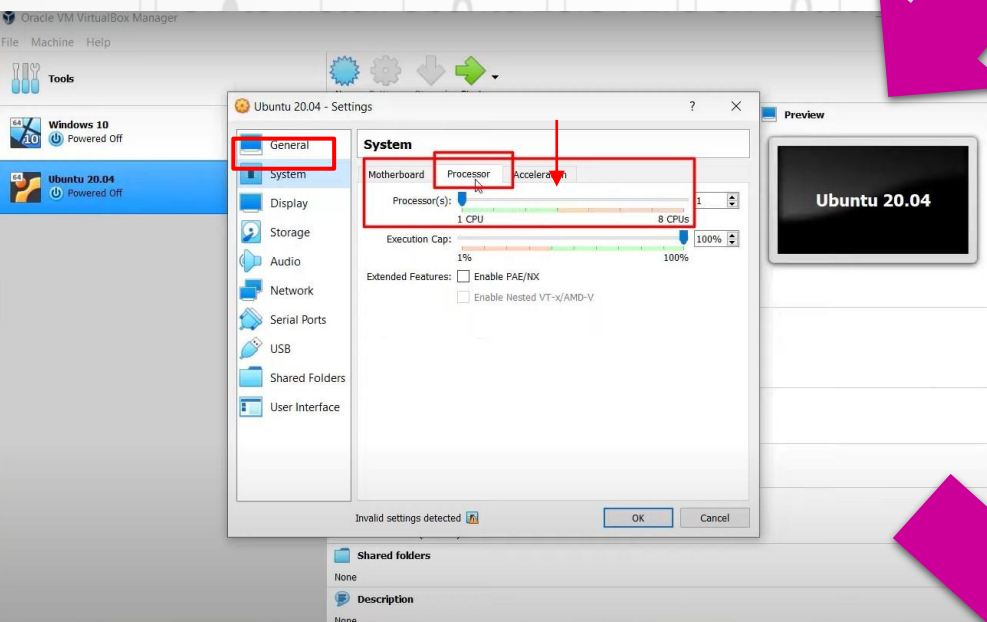 Oracle VM VirtualBox Manager
File Machine Help
Tools
64
10
Windows 10
Powered Off
64
Ubuntu 20.04
Powered Off
Ubuntu 20.04 - Settings
?
General
System
Display
Storage
Audio
Network
Serial Ports
USB
Shared Folders
User Interface
System
Motherboard Processor
Processor(s): 1
1 CPU 8 CPUs
Execution Cap: 100%
1% 100%
Extended Features: Enable PAE/NX
Enable Nested VT-x/AMD-V
Invalid settings detected
OK Cancel
Preview
Ubuntu 20.04
Shared folders
None
Description
None